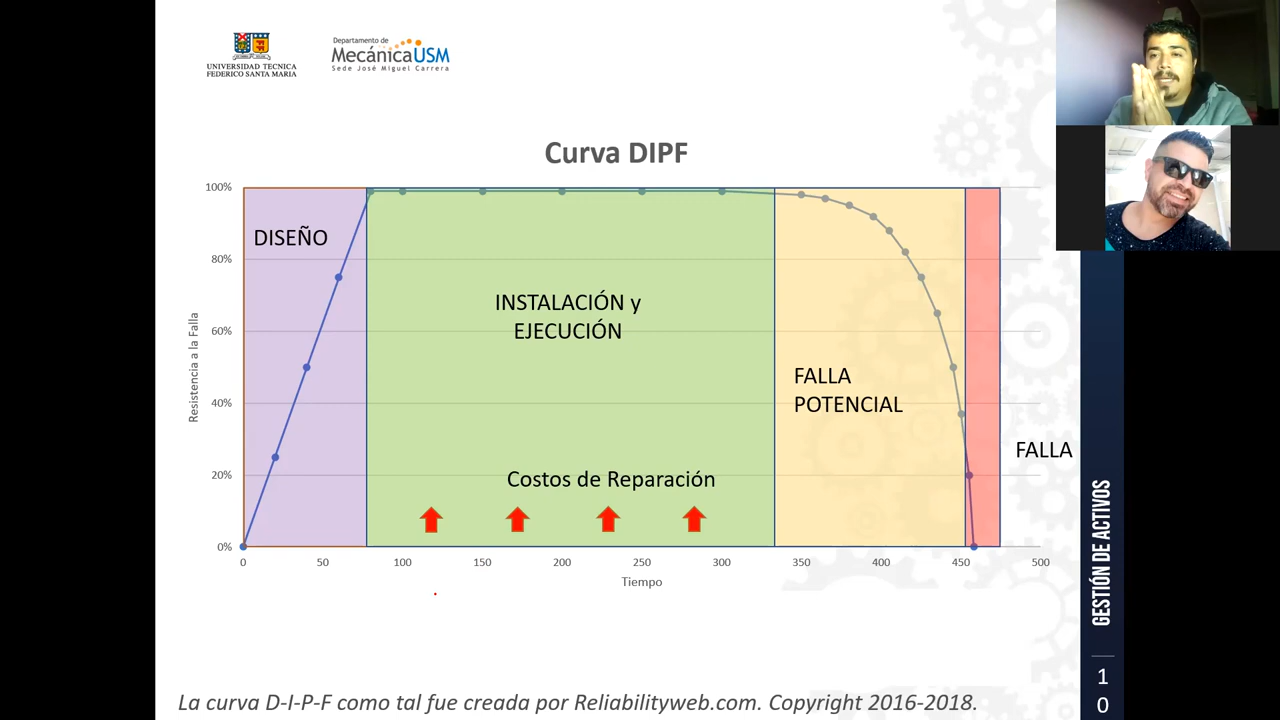 UNIVERSIDAD TECNICA
FEDERICO SANTA MARIA
Departamento de
MecánicaUSM
Sede José Miguel Carrera
Curva DIPF
100%
80%
60%
40%
20%
0%
Resistencia a la Falla
DISEÑO
INSTALACIÓN y
EJECUCIÓN
FALLA
POTENCIAL
FALLA
Costos de Reparación
0
50
100
150
200
250
300
350
400
450
500
Tiempo
GESTIÓN DE ACTIVOS
1
0
La curva D-I-P-F como tal fue creada por Reliabilityweb.com. Copyright 2016-2018.